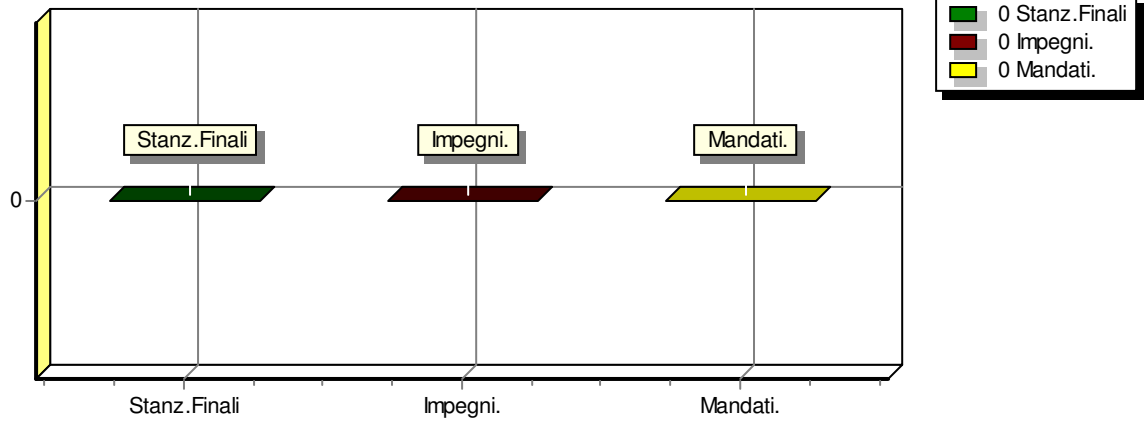 0 Stanz.Finali
0 Impegni.
0 Mandati.
Stanz.Finali
Impegni.
Mandati.
0
Stanz.Finali
Impegni.
Mandati.